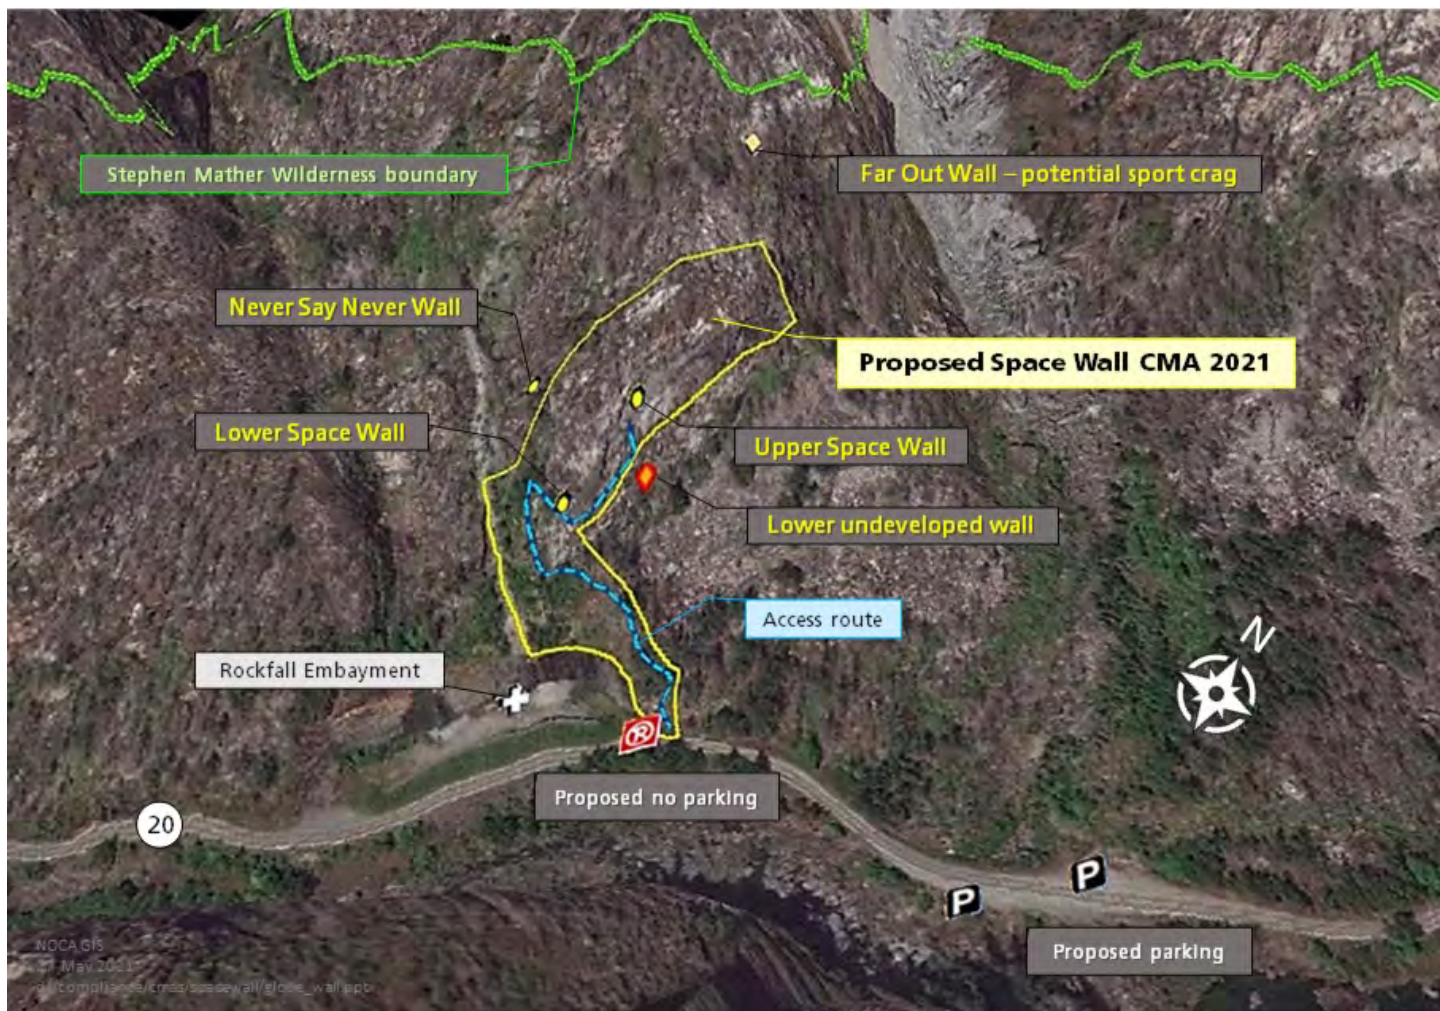 Stephen Mather Wilderness boundary
Far Out Wall – potential sport crag
Never Say Never Wall
Proposed Space Wall CMA 2021
Lower Space Wall
Upper Space Wall
Lower undeveloped wall
Access route
N
Rockfall Embayment
R
Proposed no parking
20
P
P
Proposed parking
NOCA GIS
May 2021